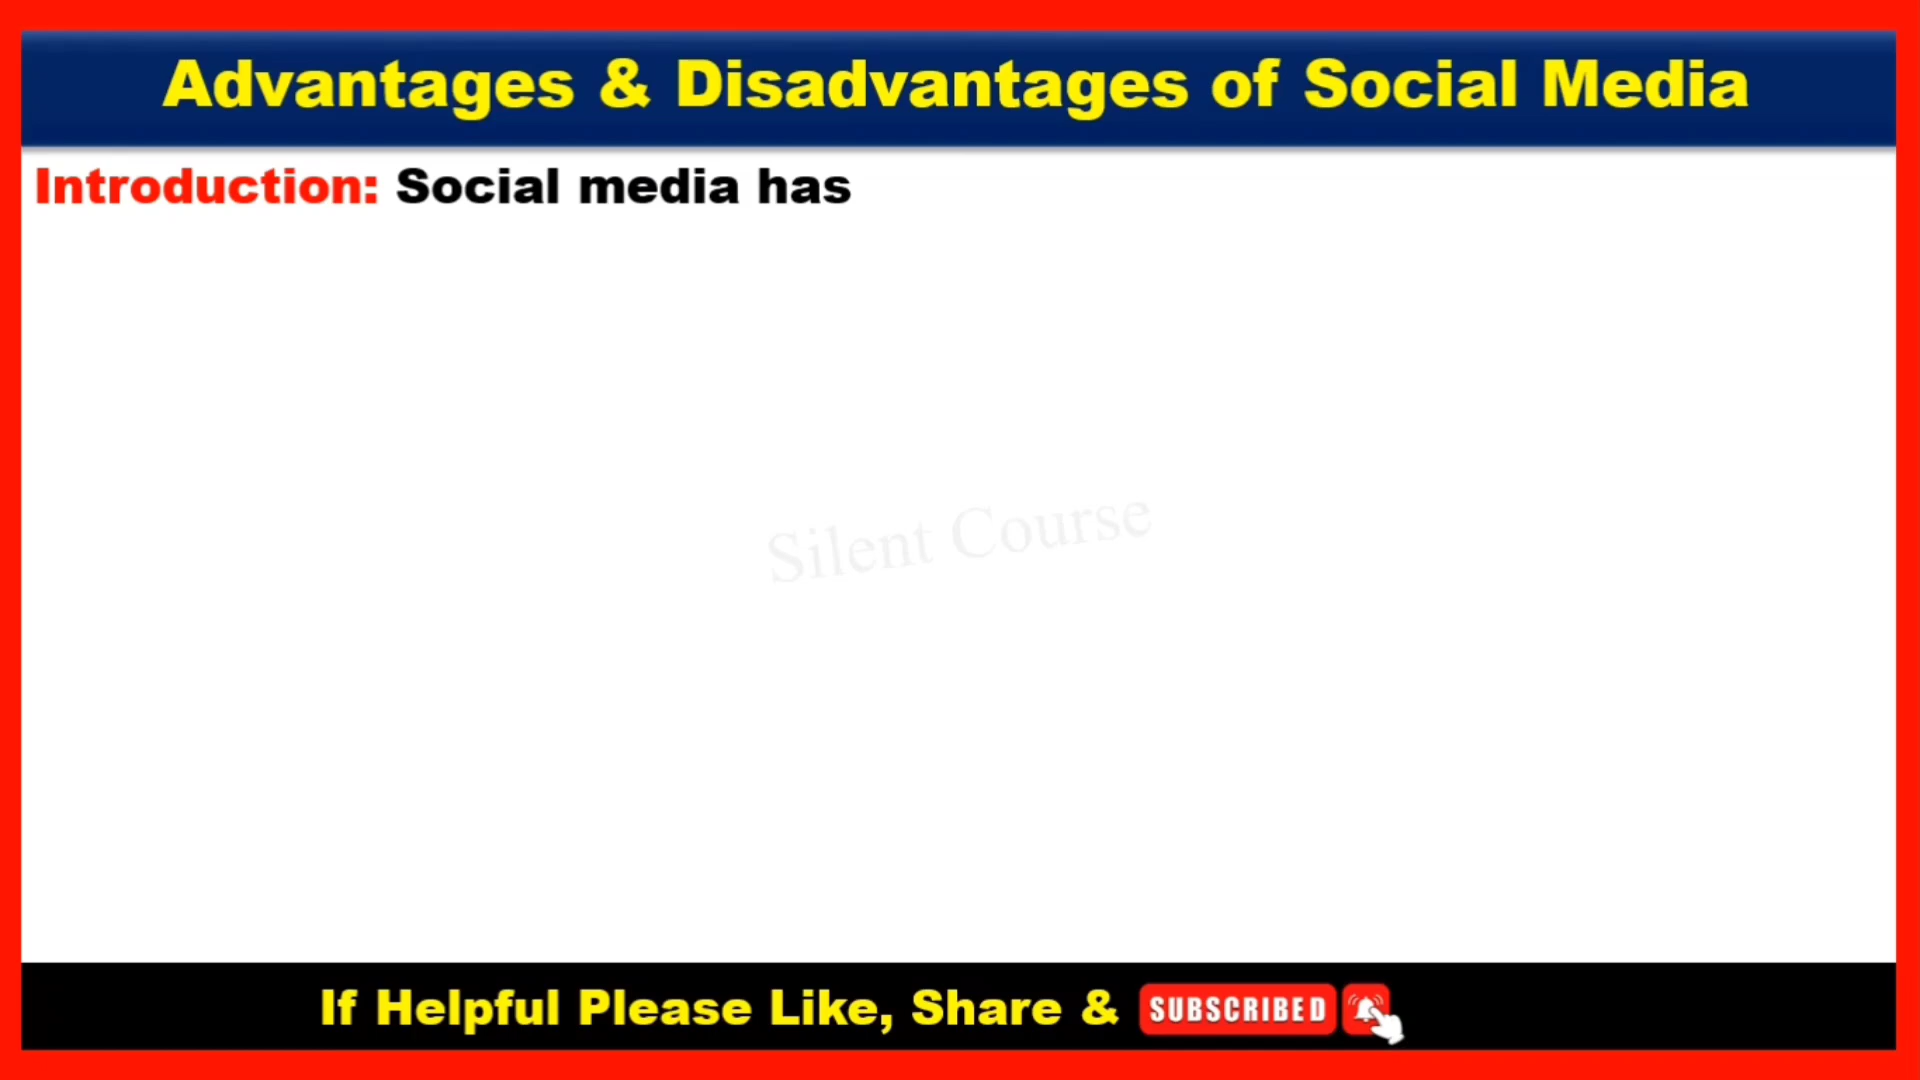 Advantages & Disadvantages of Social Media
Introduction: Social media has
Silent Course
If Helpful Please Like, Share & SUBSCRIBED